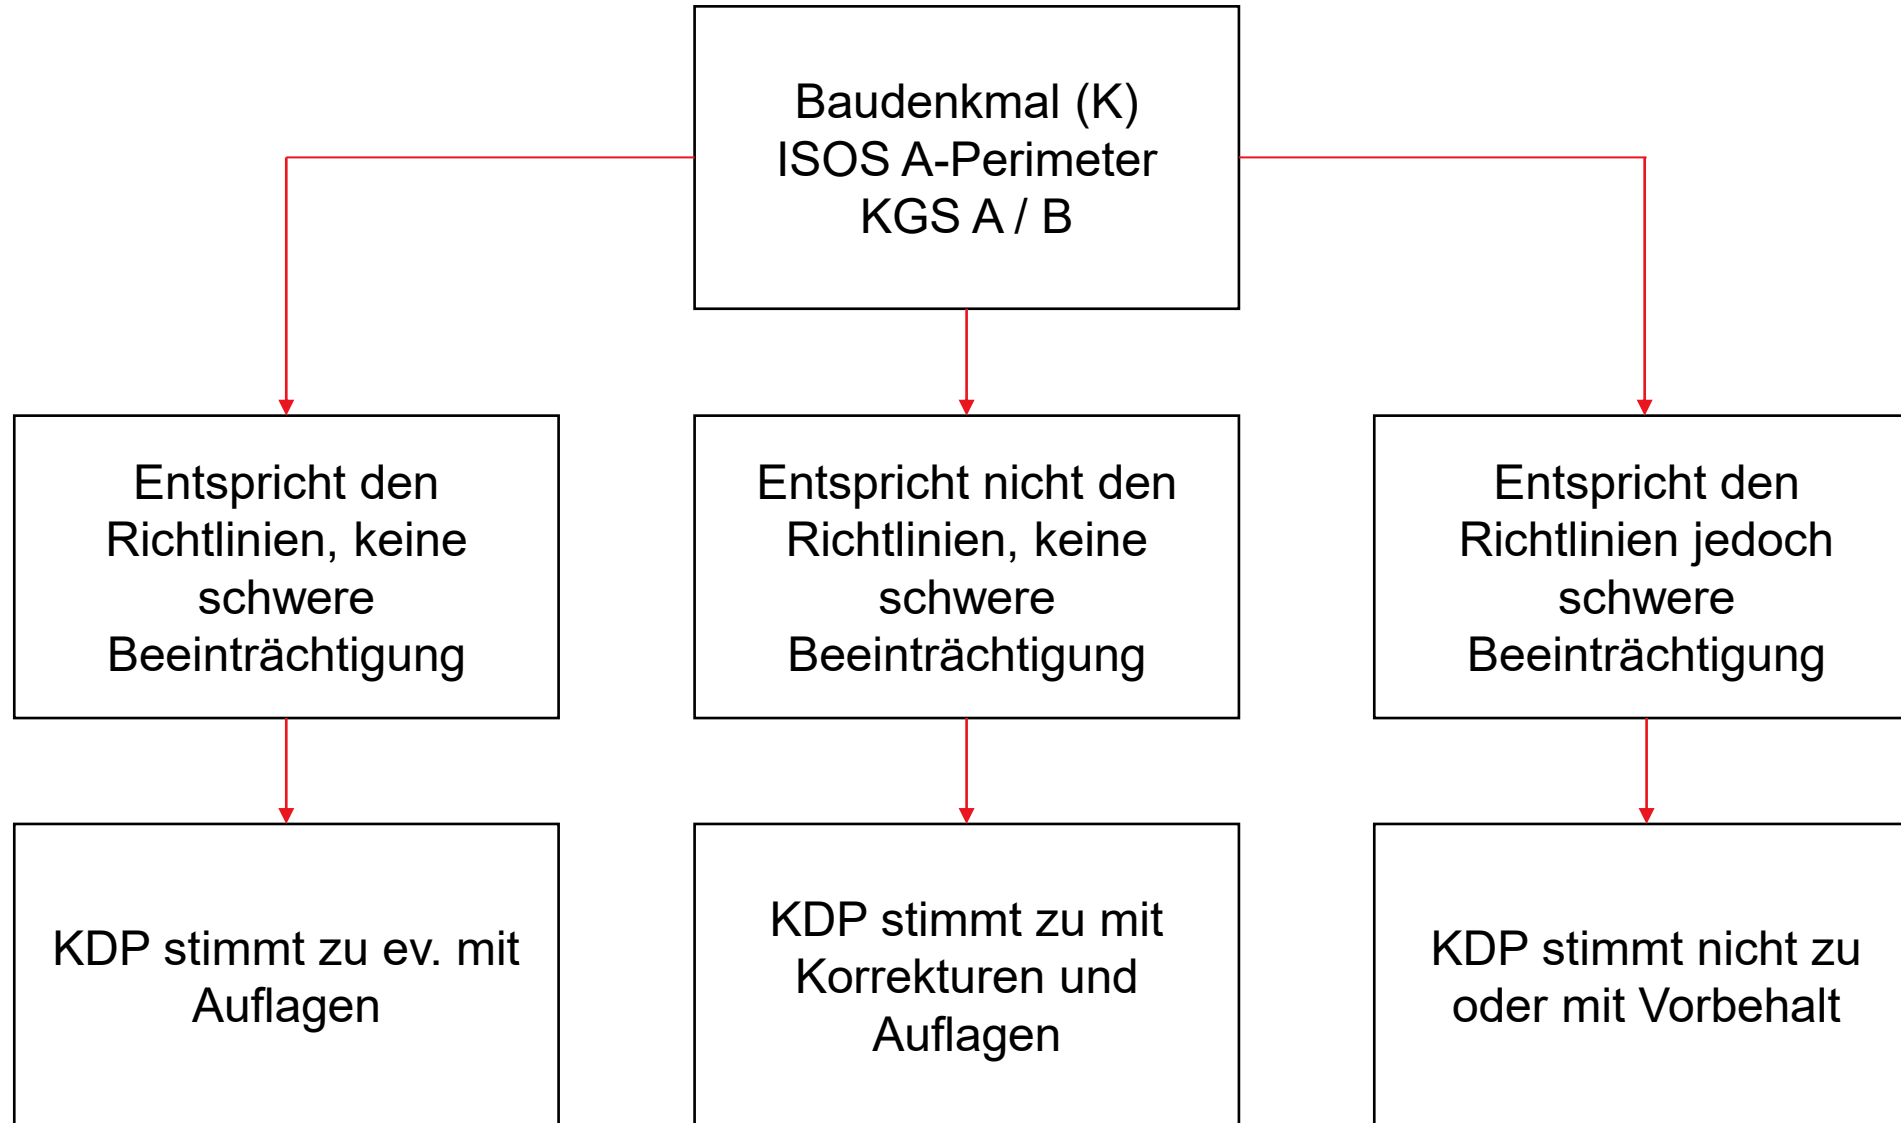 Baudenkmal (K)
ISOS A-Perimeter
KGS A / B
Entspricht den
Richtlinien, keine
schwere
Beeinträchtigung
Entspricht nicht den
Richtlinien, keine
schwere
Beeinträchtigung
Entspricht den
Richtlinien jedoch
schwere
Beeinträchtigung
KDP stimmt zu ev. mit
Auflagen
KDP stimmt zu mit
Korrekturen und
Auflagen
KDP stimmt nicht zu
oder mit Vorbehalt